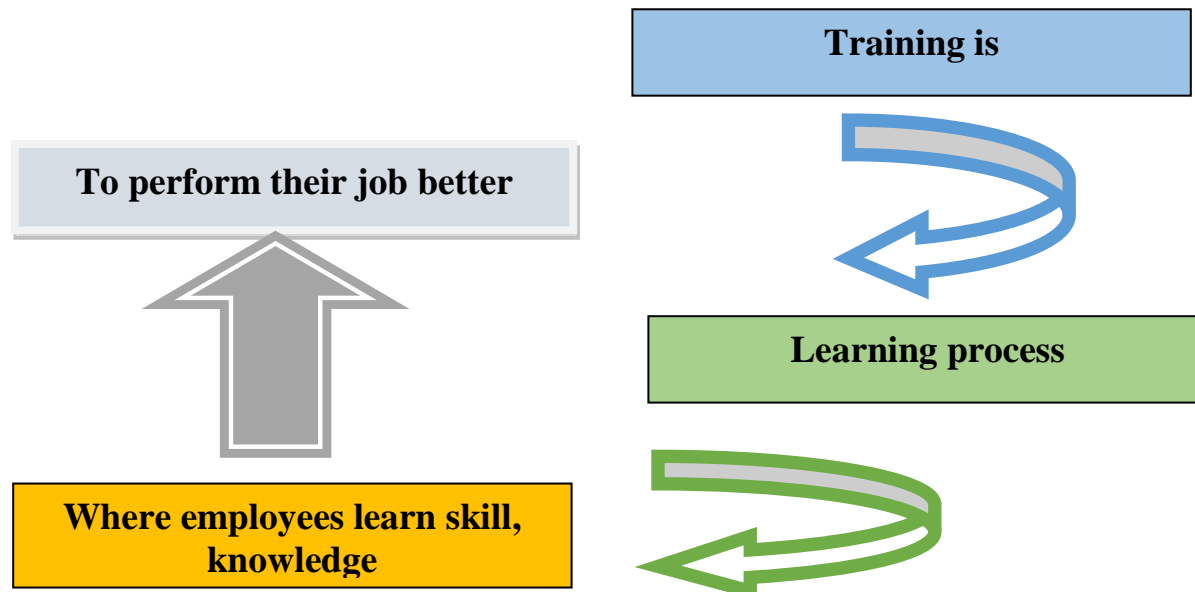 Training is
Learning process
Where employees learn skill,
knowledge
To perform their job better